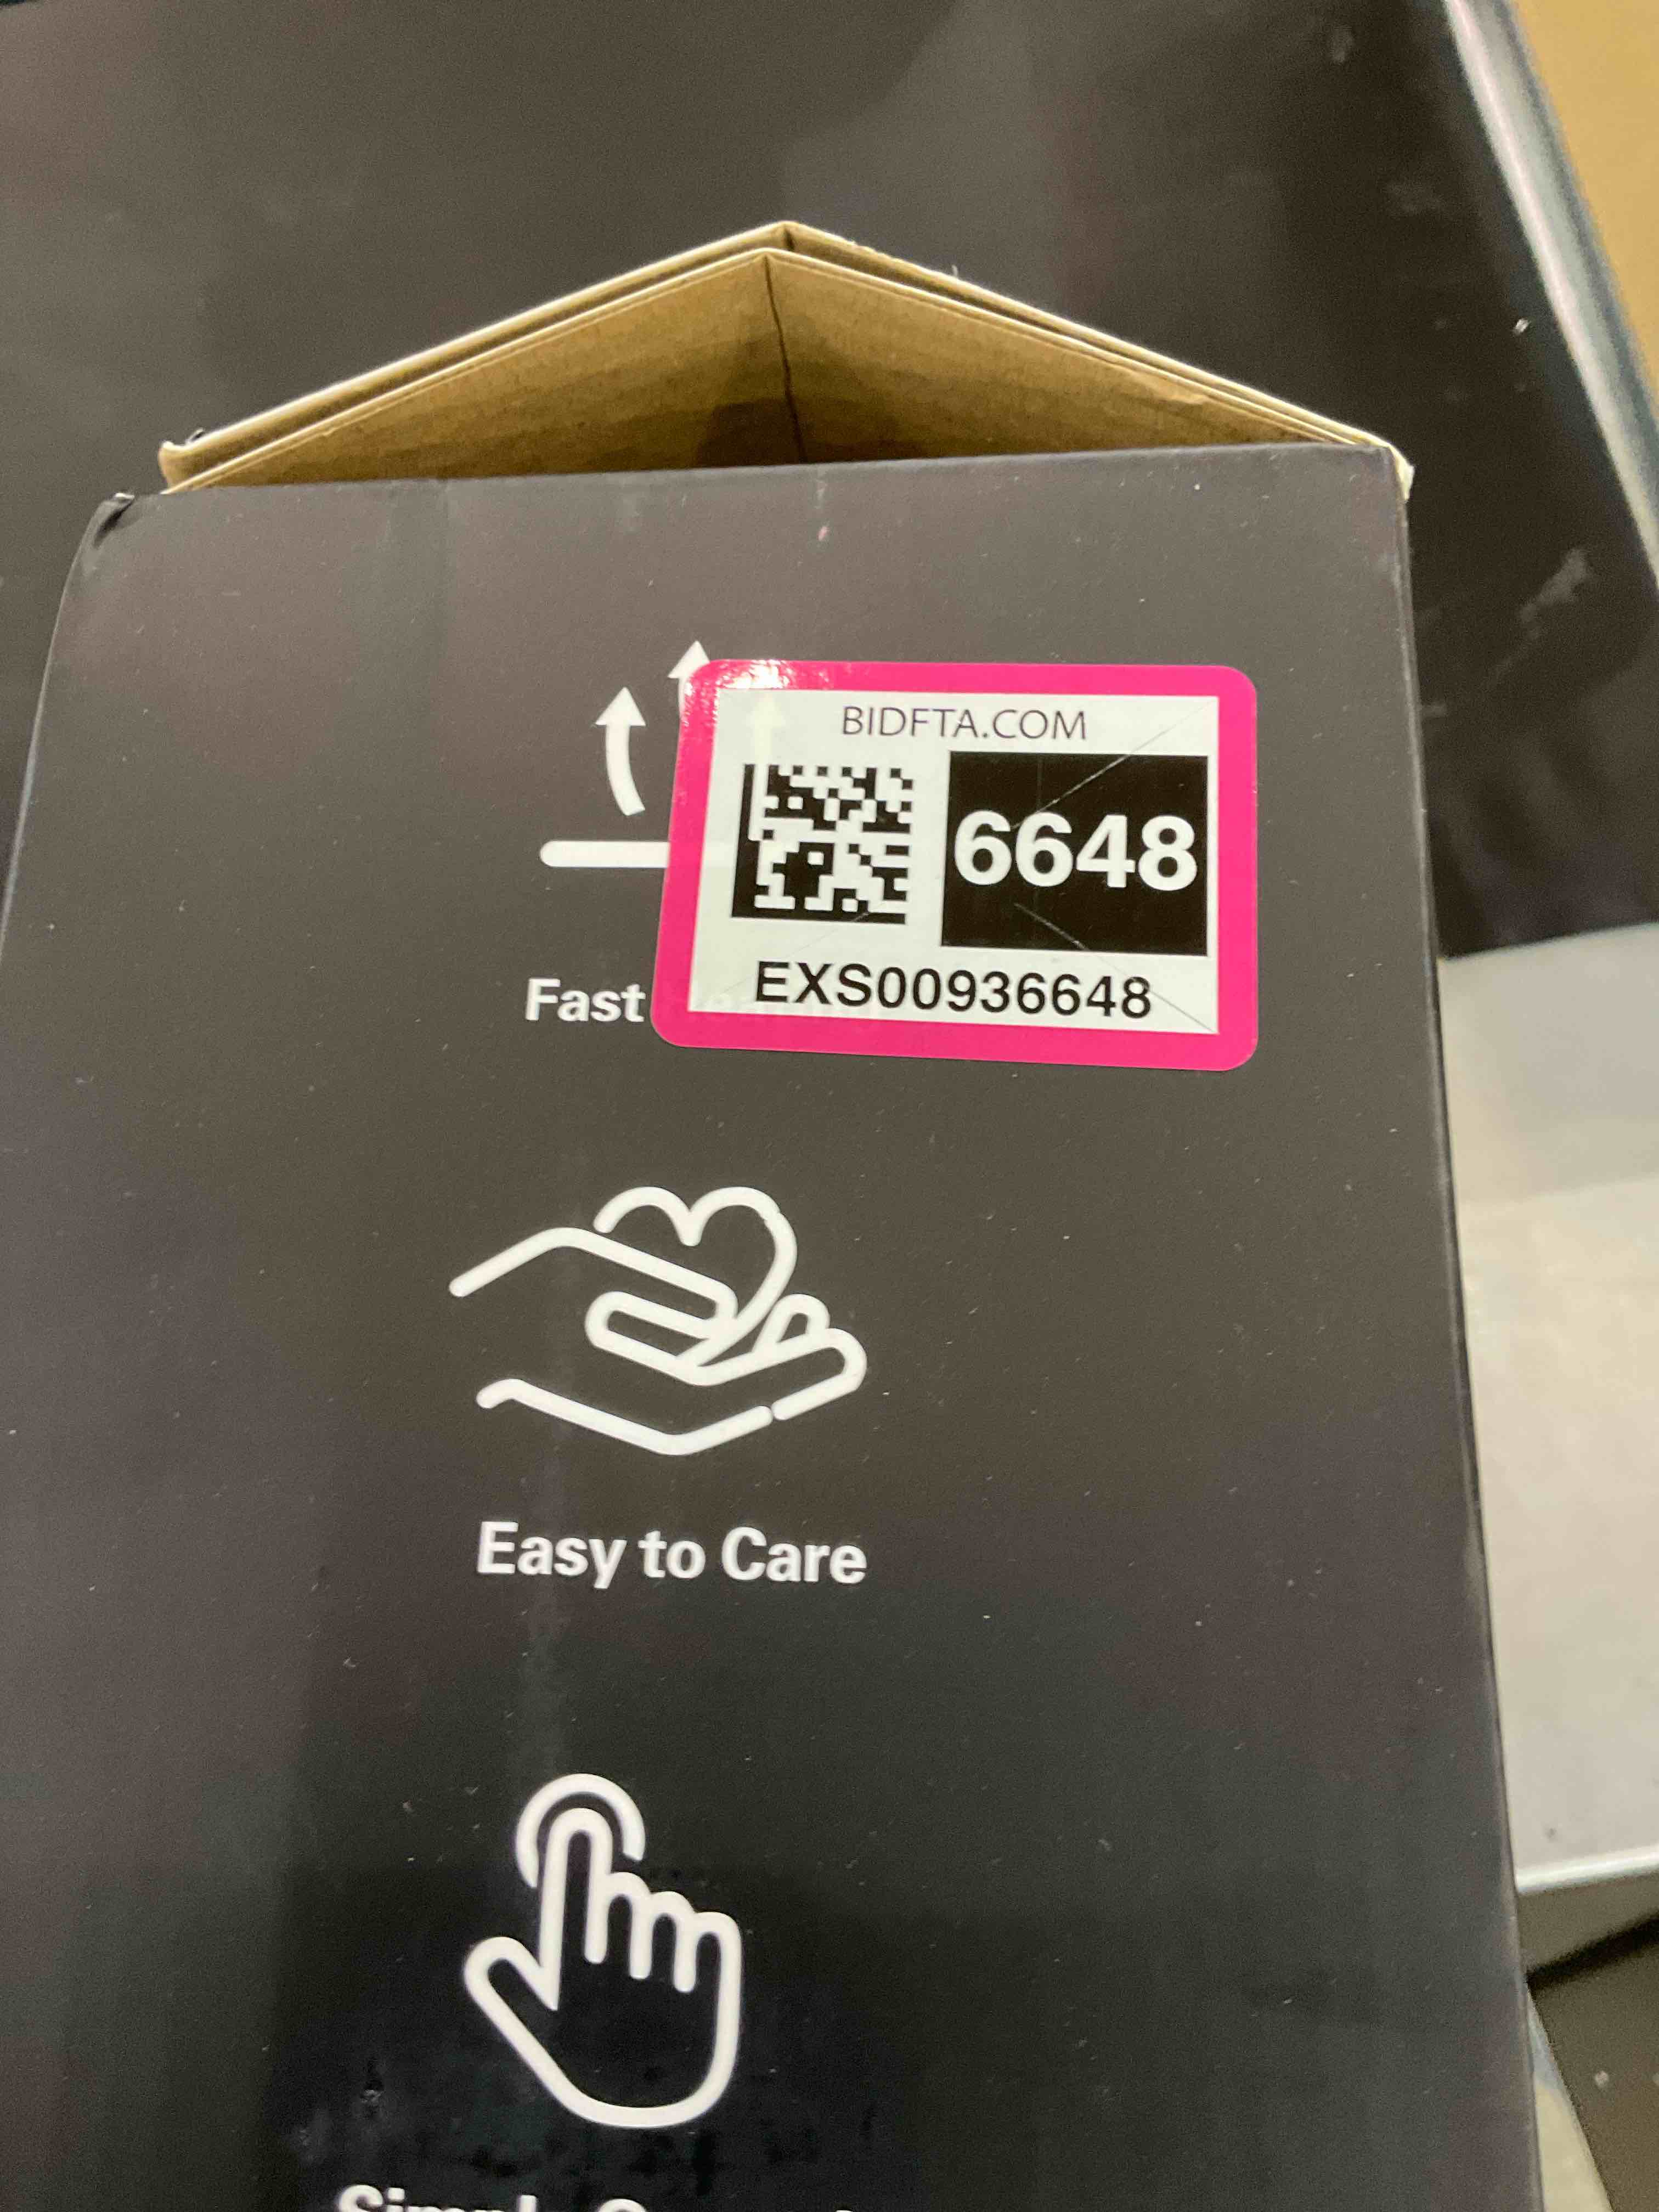 BIDFTA.COM
6648
EXS00936648
Fast
Easy to Care